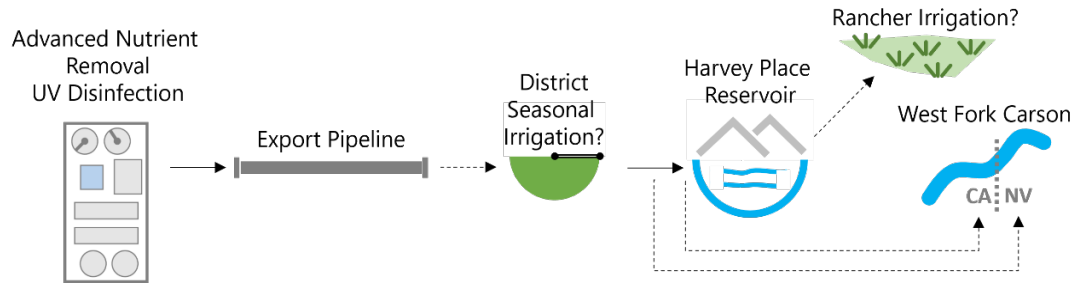 Advanced Nutrient
Removal
UV Disinfection
Export Pipeline
District
Seasonal
Irrigation?
Harvey Place
Reservoir
Rancher Irrigation?
West Fork Carson
CA NV